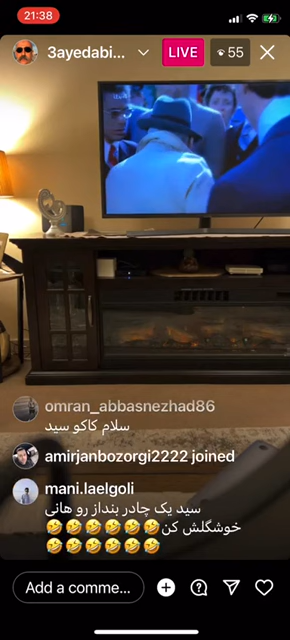 21:38
3ayedabi...
LIVE
55
omran_abbasnezhad86
سلام کاکو سید
amirjanbozorgi2222 joined
mani.laelgoli
سید یک چادر بنداز رو هانی
خوشگلش کن🤣🤣🤣🤣🤣🤣
🤣🤣🤣🤣🤣🤣
Add a comme...